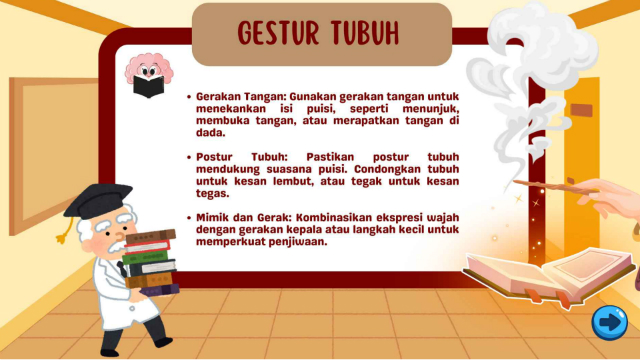 GESTUR TUBUH
• Gerakan Tangan: Gunakan gerakan tangan untuk
menekankan isi puisi, seperti menunjuk,
membuka tangan, atau merapatkan tangan di
dada.
• Postur Tubuh: Pastikan postur tubuh
mendukung suasana puisi. Condongkan tubuh
untuk kesan lembut, atau tegak untuk kesan
tegas.
• Mimik dan Gerak: Kombinasikan ekspresi wajah
dengan gerakan kepala atau langkah kecil untuk
memperkuat penjiwaan.